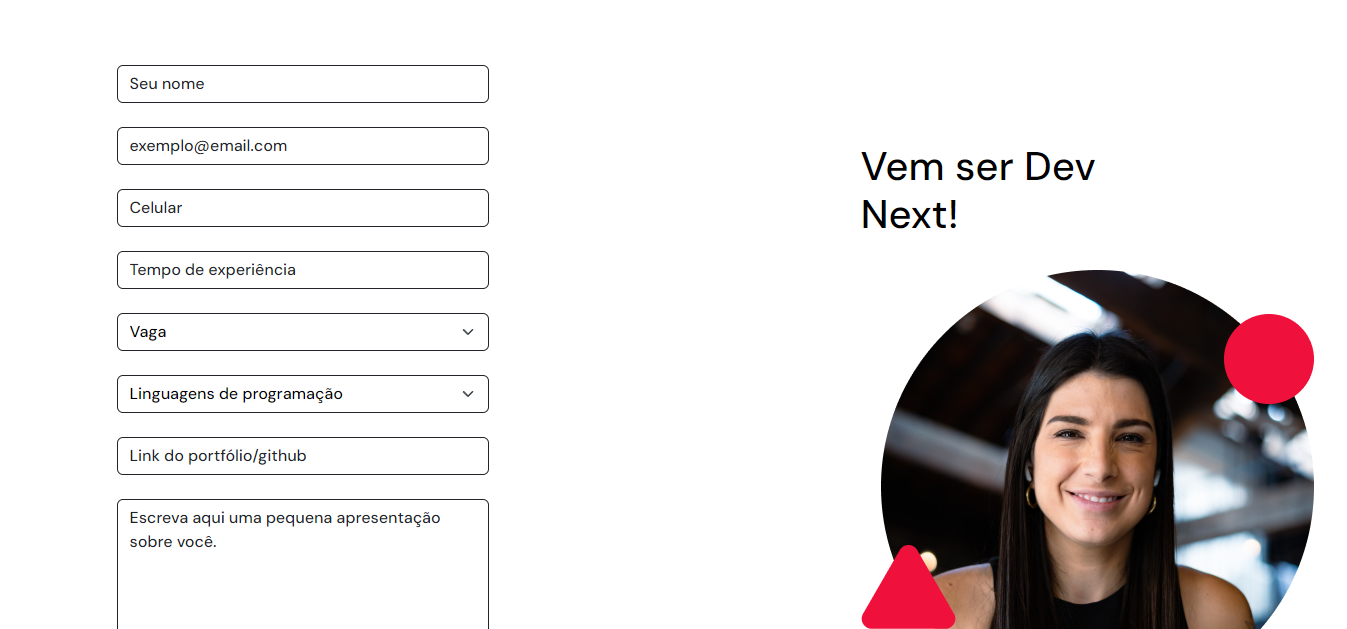 Seu nome
exemplo@email.com
Celular
Tempo de experiência
Vaga
Linguagens de programação
Link do portfólio/github
Escreva aqui uma pequena apresentação
sobre você.
Vem ser Dev
Next!